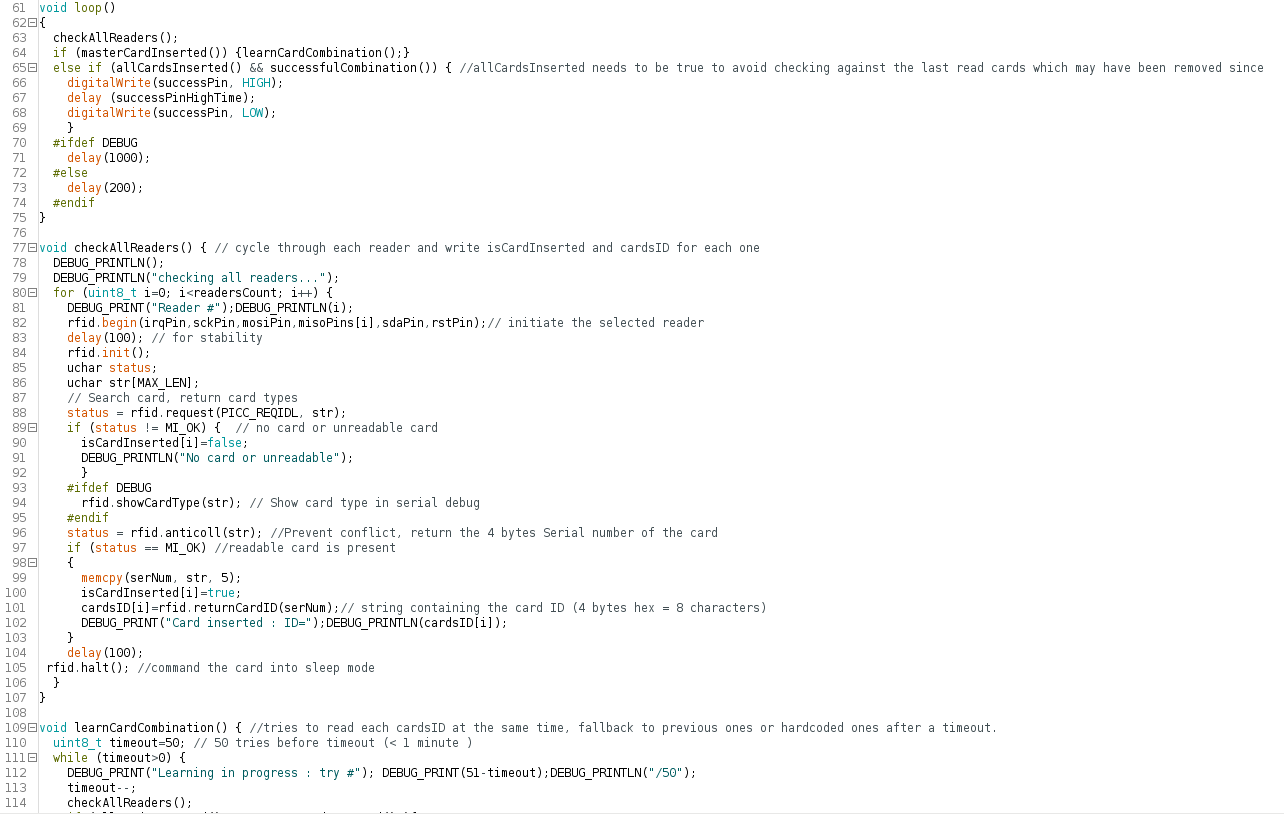 61 void loop()
62 {
63 checkAllReaders();
64 if (masterCardInserted()) {learnCardCombination();}
65 else if (allCardsInserted() && successfulCombination()) { //allCardsInserted needs to be true to avoid checking against the last read cards which may have been removed since
66 digitalWrite(successPin, HIGH);
67 delay (successPinHighTime);
68 digitalWrite(successPin, LOW);
69 }
70 #ifdef DEBUG
71 delay(1000);
72 #else
73 delay(200);
74 #endif
75 }
76
77 void checkAllReaders() { // cycle through each reader and write isCardInserted and cardsID for each one
78 DEBUG_PRINTLN();
79 DEBUG_PRINTLN("checking all readers...");
80 for (uint8_t i=0; i<readersCount; i++) {
81 DEBUG_PRINT("Reader #");DEBUG_PRINTLN(i);
82 rfid.begin(irqPin,sckPin,mosiPin,misoPins[i],sdaPin,rstPin);// initiate the selected reader
83 delay(100); // for stability
84 rfid.init();
85 uchar status;
86 uchar str[MAX_LEN];
87 // Search card, return card types
88 status = rfid.request(PICC_REQIDL, str);
89 if (status != MI_OK) { // no card or unreadable card
90 isCardInserted[i]=false;
91 DEBUG_PRINTLN("No card or unreadable");
92 }
93 #ifdef DEBUG
94 rfid.showCardType(str); // Show card type in serial debug
95 #endif
96 status = rfid.anticoll(str); //Prevent conflict, return the 4 bytes Serial number of the card
97 if (status == MI_OK) //readable card is present
98 {
99 memcpy(serNum, str, 5);
100 isCardInserted[i]=true;
101 cardsID[i]=rfid.returnCardID(serNum);// string containing the card ID (4 bytes hex = 8 characters)
102 DEBUG_PRINT("Card inserted : ID=");DEBUG_PRINTLN(cardsID[i]);
103 }
104 delay(100);
105 rfid.halt(); //command the card into sleep mode
106 }
107 }
108
109 void learnCardCombination() { //tries to read each cardsID at the same time, fallback to previous ones or hardcoded ones after a timeout.
110 uint8_t timeout=50; // 50 tries before timeout (< 1 minute )
111 while (timeout>0) {
112 DEBUG_PRINT("Learning in progress : try #"); DEBUG_PRINT(51-timeout);DEBUG_PRINTLN("/50");
113 timeout--;
114 checkAllReaders();